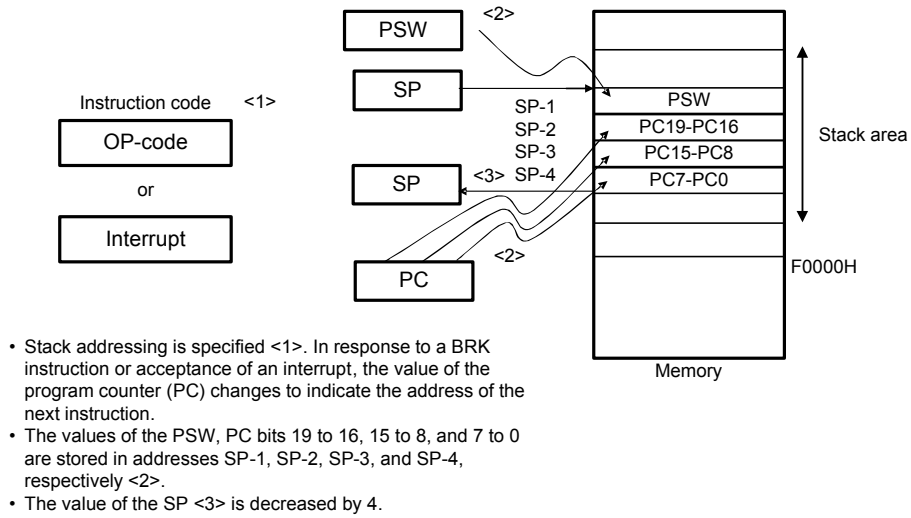 PSW
<2>
SP
Instruction code
<1>
OP-code
or
Interrupt
SP-1
SP-2
SP-3
SP-4
PSW
PC19-PC16
PC15-PC8
PC7-PC0
Stack area
SP
<3>
<2>
PC
F0000H
Memory
• Stack addressing is specified <1>. In response to a BRK
instruction or acceptance of an interrupt, the value of the
program counter (PC) changes to indicate the address of the
next instruction.
• The values of the PSW, PC bits 19 to 16, 15 to 8, and 7 to 0
are stored in addresses SP-1, SP-2, SP-3, and SP-4,
respectively <2>.
• The value of the SP <3> is decreased by 4.